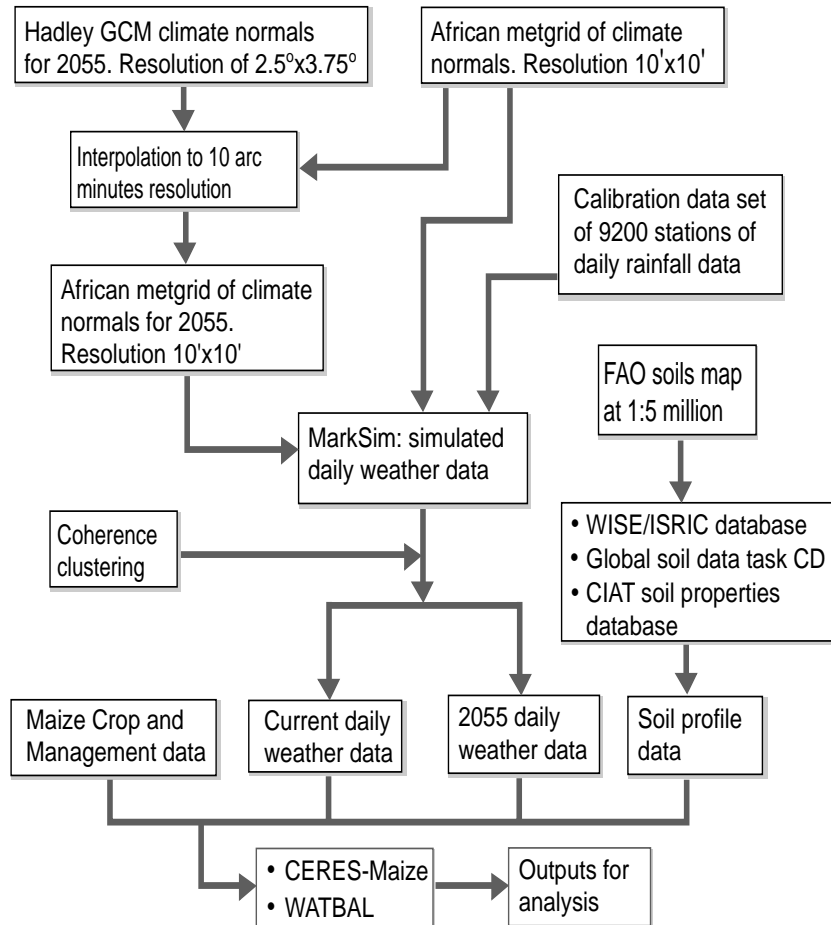 Hadley GCM climate normals
for 2055. Resolution of 2.5ºx3.75º
African metgrid of climate
normals. Resolution 10'x10'
Interpolation to 10 arc
minutes resolution
Calibration data set
of 9200 stations of
daily rainfall data
African metgrid of climate
normals for 2055.
Resolution 10'x10'
FAO soils map
at 1:5 million
MarkSim: simulated
daily weather data
Coherence
clustering
• WISE/ISRIC database
• Global soil data task CD
• CIAT soil properties
database
Maize Crop and
Management data
Current daily
weather data
2055 daily
weather data
Soil profile
data
• CERES-Maize
• WATBAL
Outputs for
analysis